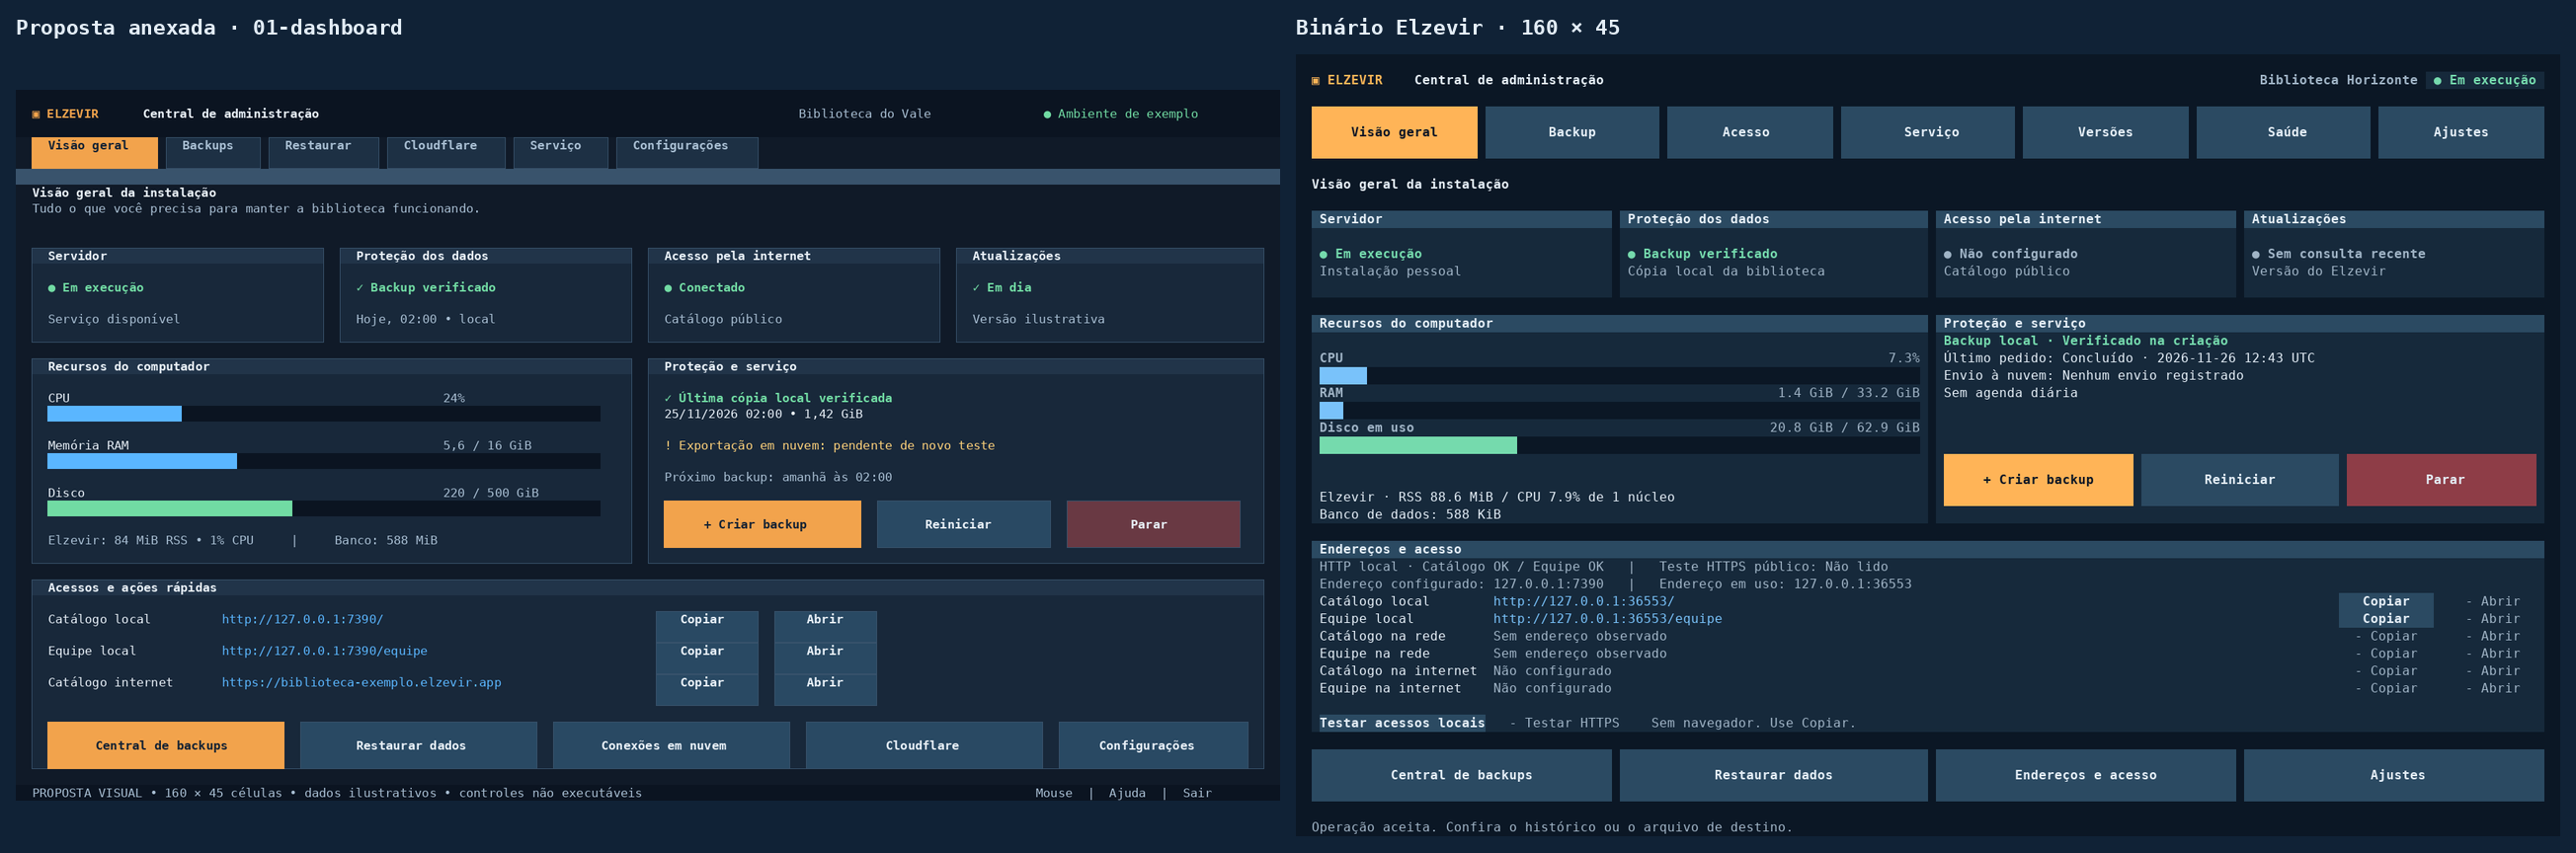 Proposta anexada · 01-dashboard
▣ ELZEVIR Central de administração Biblioteca do Vale ● Ambiente de exemplo
Visão geral Backups Restaurar Cloudflare Serviço Configurações
Visão geral da instalação
Tudo o que você precisa para manter a biblioteca funcionando.
Servidor Proteção dos dados Acesso pela internet Atualizações
● Em execução ✓ Backup verificado ● Conectado ✓ Em dia
Serviço disponível Hoje, 02:00 • local Catálogo público Versão ilustrativa
Recursos do computador
CPU 24%
Memória RAM 5,6 / 16 GiB
Disco 220 / 500 GiB
Elzevir: 84 MiB RSS • 1% CPU | Banco: 588 MiB
Proteção e serviço
✓ Última cópia local verificada
25/11/2026 02:00 • 1,42 GiB
! Exportação em nuvem: pendente de novo teste
Próximo backup: amanhã às 02:00
+ Criar backup Reiniciar Parar
Acessos e ações rápidas
Catálogo local http://127.0.0.1:7390/ Copiar Abrir
Equipe local http://127.0.0.1:7390/equipe Copiar Abrir
Catálogo internet https://biblioteca-exemplo.elzevir.app Copiar Abrir
Central de backups Restaurar dados Conexões em nuvem Cloudflare Configurações
PROPOSTA VISUAL • 160 × 45 células • dados ilustrativos • controles não executáveis Mouse | Ajuda | Sair
Binário Elzevir · 160 × 45
▣ ELZEVIR Central de administração Biblioteca Horizonte ● Em execução
Visão geral Backup Acesso Serviço Versões Saúde Ajustes
Visão geral da instalação
Servidor Proteção dos dados Acesso pela internet Atualizações
● Em execução ● Backup verificado ● Não configurado ● Sem consulta recente
Instalação pessoal Cópia local da biblioteca Catálogo público Versão do Elzevir
Recursos do computador
CPU 7.3%
RAM 1.4 GiB / 33.2 GiB
Disco em uso 20.8 GiB / 62.9 GiB
Elzevir · RSS 88.6 MiB / CPU 7.9% de 1 núcleo
Banco de dados: 588 KiB
Proteção e serviço
Backup local · Verificado na criação
Último pedido: Concluído · 2026-11-26 12:43 UTC
Envio à nuvem: Nenhum envio registrado
Sem agenda diária
+ Criar backup Reiniciar Parar
Endereços e acesso
HTTP local · Catálogo OK / Equipe OK | Teste HTTPS público: Não lido
Endereço configurado: 127.0.0.1:7390 | Endereço em uso: 127.0.0.1:36553
Catálogo local http://127.0.0.1:36553/ Copiar - Abrir
Equipe local http://127.0.0.1:36553/equipe Copiar - Abrir
Catálogo na rede Sem endereço observado - Copiar - Abrir
Equipe na rede Sem endereço observado - Copiar - Abrir
Catálogo na internet Não configurado - Copiar - Abrir
Equipe na internet Não configurado - Copiar - Abrir
Testar acessos locais - Testar HTTPS Sem navegador. Use Copiar.
Central de backups Restaurar dados Endereços e acesso Ajustes
Operação aceita. Confira o histórico ou o arquivo de destino.